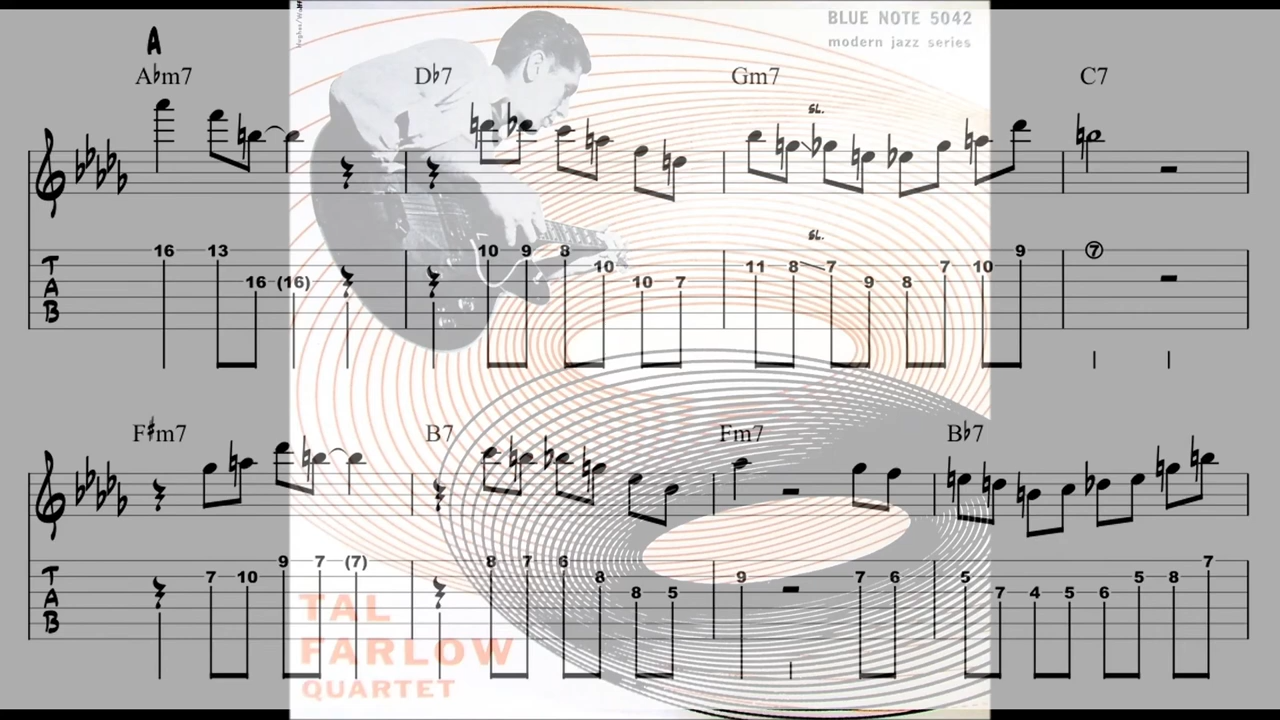 BLUE NOTE 5042
modern jazz series
A
A♭m7 D♭7 Gm7 C7
sl.
sl.
16 13 16 (16) 10 9 8 10 10 7 11 8 7 9 8 7 10 9 7
T
A
B
F♯m7 B7 Fm7 B♭7
7 10 9 7 (7) 8 7 6 8 8 5 9 7 6 5 7 4 5 6 5 8 7
T
A
B
TAL
FARLOW
QUARTET